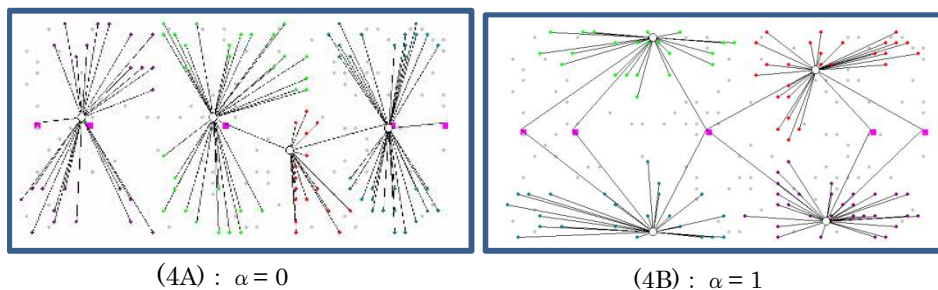 (4A) : α = 0
(4B) : α = 1